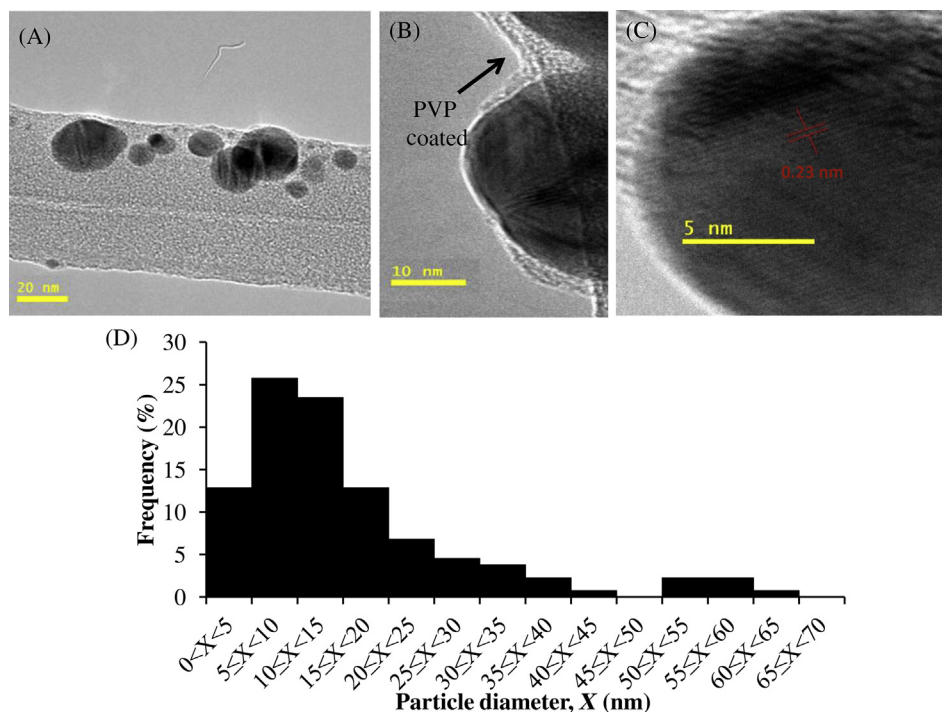 (A)
20 nm
(B)
PVP
coated
10 nm
(C)
0.23 nm
5 nm
(D)
30
25
20
15
10
5
0
Frequency (%)
0<X<5
5≤X<10
10≤X<15
15≤X<20
20≤X<25
25≤X<30
30≤X<35
35≤X<40
40≤X<45
45≤X<50
50≤X<55
55≤X<60
60≤X<65
65≤X<70
Particle diameter, X (nm)